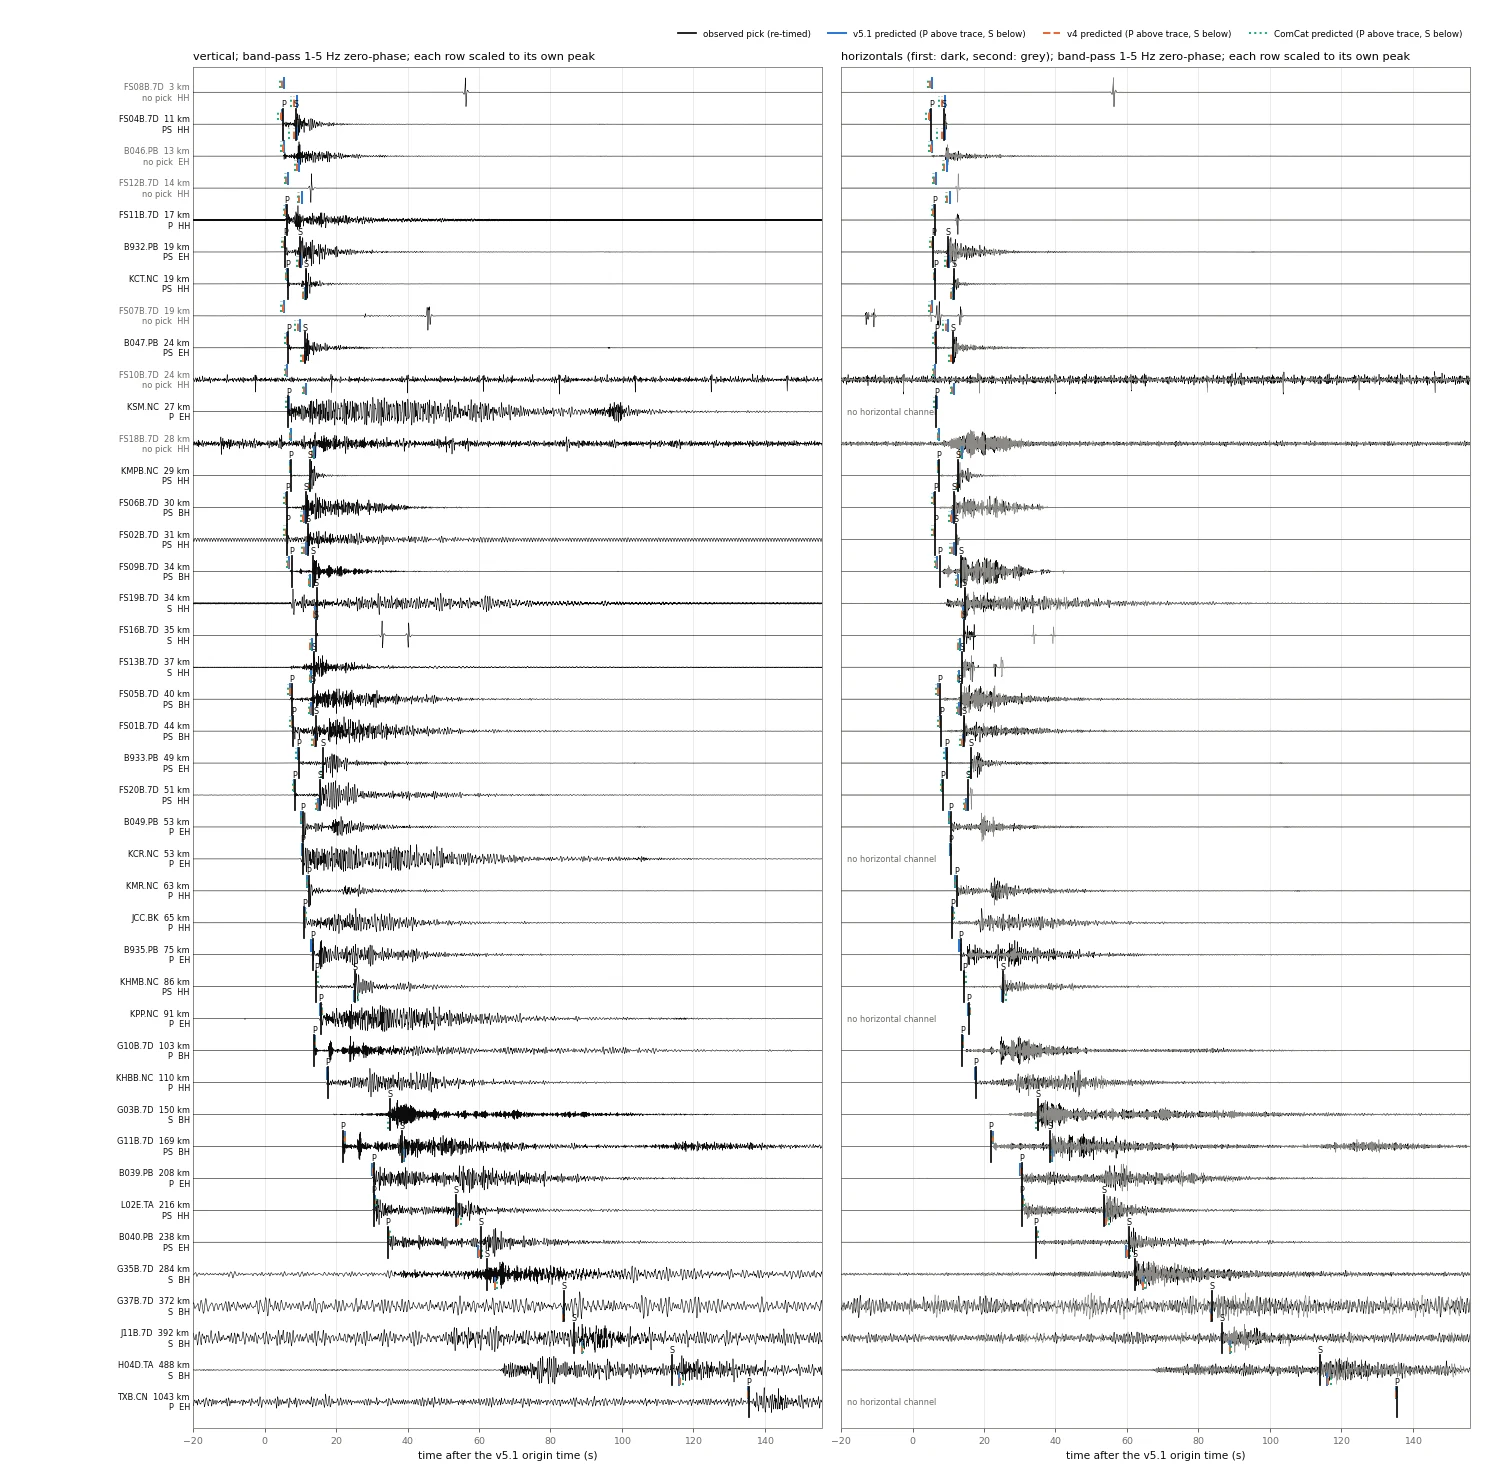 observed pick (re-timed)   v5.1 predicted (P above trace, S below)   v4 predicted (P above trace, S below)   ComCat predicted (P above trace, S below)
vertical; band-pass 1-5 Hz zero-phase; each row scaled to its own peak
horizontals (first: dark, second: grey); band-pass 1-5 Hz zero-phase; each row scaled to its own peak
FS08B.7D 3 km
no pick HH
FS04B.7D 11 km
PS HH
B046.PB 13 km
no pick EH
FS12B.7D 14 km
no pick HH
FS11B.7D 17 km
P HH
B932.PB 19 km
PS EH
KCT.NC 19 km
PS HH
FS07B.7D 19 km
no pick HH
B047.PB 24 km
PS EH
FS10B.7D 24 km
no pick HH
KSM.NC 27 km
P EH
no horizontal channel
FS18B.7D 28 km
no pick HH
KMPB.NC 29 km
PS HH
FS06B.7D 30 km
PS BH
FS02B.7D 31 km
PS HH
FS09B.7D 34 km
PS BH
FS19B.7D 34 km
S HH
FS16B.7D 35 km
S HH
FS13B.7D 37 km
S HH
FS05B.7D 40 km
PS BH
FS01B.7D 44 km
PS BH
B933.PB 49 km
PS EH
FS20B.7D 51 km
PS HH
B049.PB 53 km
P EH
KCR.NC 53 km
P EH
no horizontal channel
KMR.NC 63 km
P HH
JCC.BK 65 km
P HH
B935.PB 75 km
P EH
KHMB.NC 86 km
PS HH
KPP.NC 91 km
P EH
no horizontal channel
G10B.7D 103 km
P BH
KHBB.NC 110 km
P HH
G03B.7D 150 km
S BH
G11B.7D 169 km
PS BH
B039.PB 208 km
P EH
L02E.TA 216 km
PS HH
B040.PB 238 km
PS EH
G35B.7D 284 km
S BH
G37B.7D 372 km
S BH
J11B.7D 392 km
S BH
H04D.TA 488 km
S BH
TXB.CN 1043 km
P EH
no horizontal channel
−20 0 20 40 60 80 100 120 140
−20 0 20 40 60 80 100 120 140
time after the v5.1 origin time (s)
time after the v5.1 origin time (s)